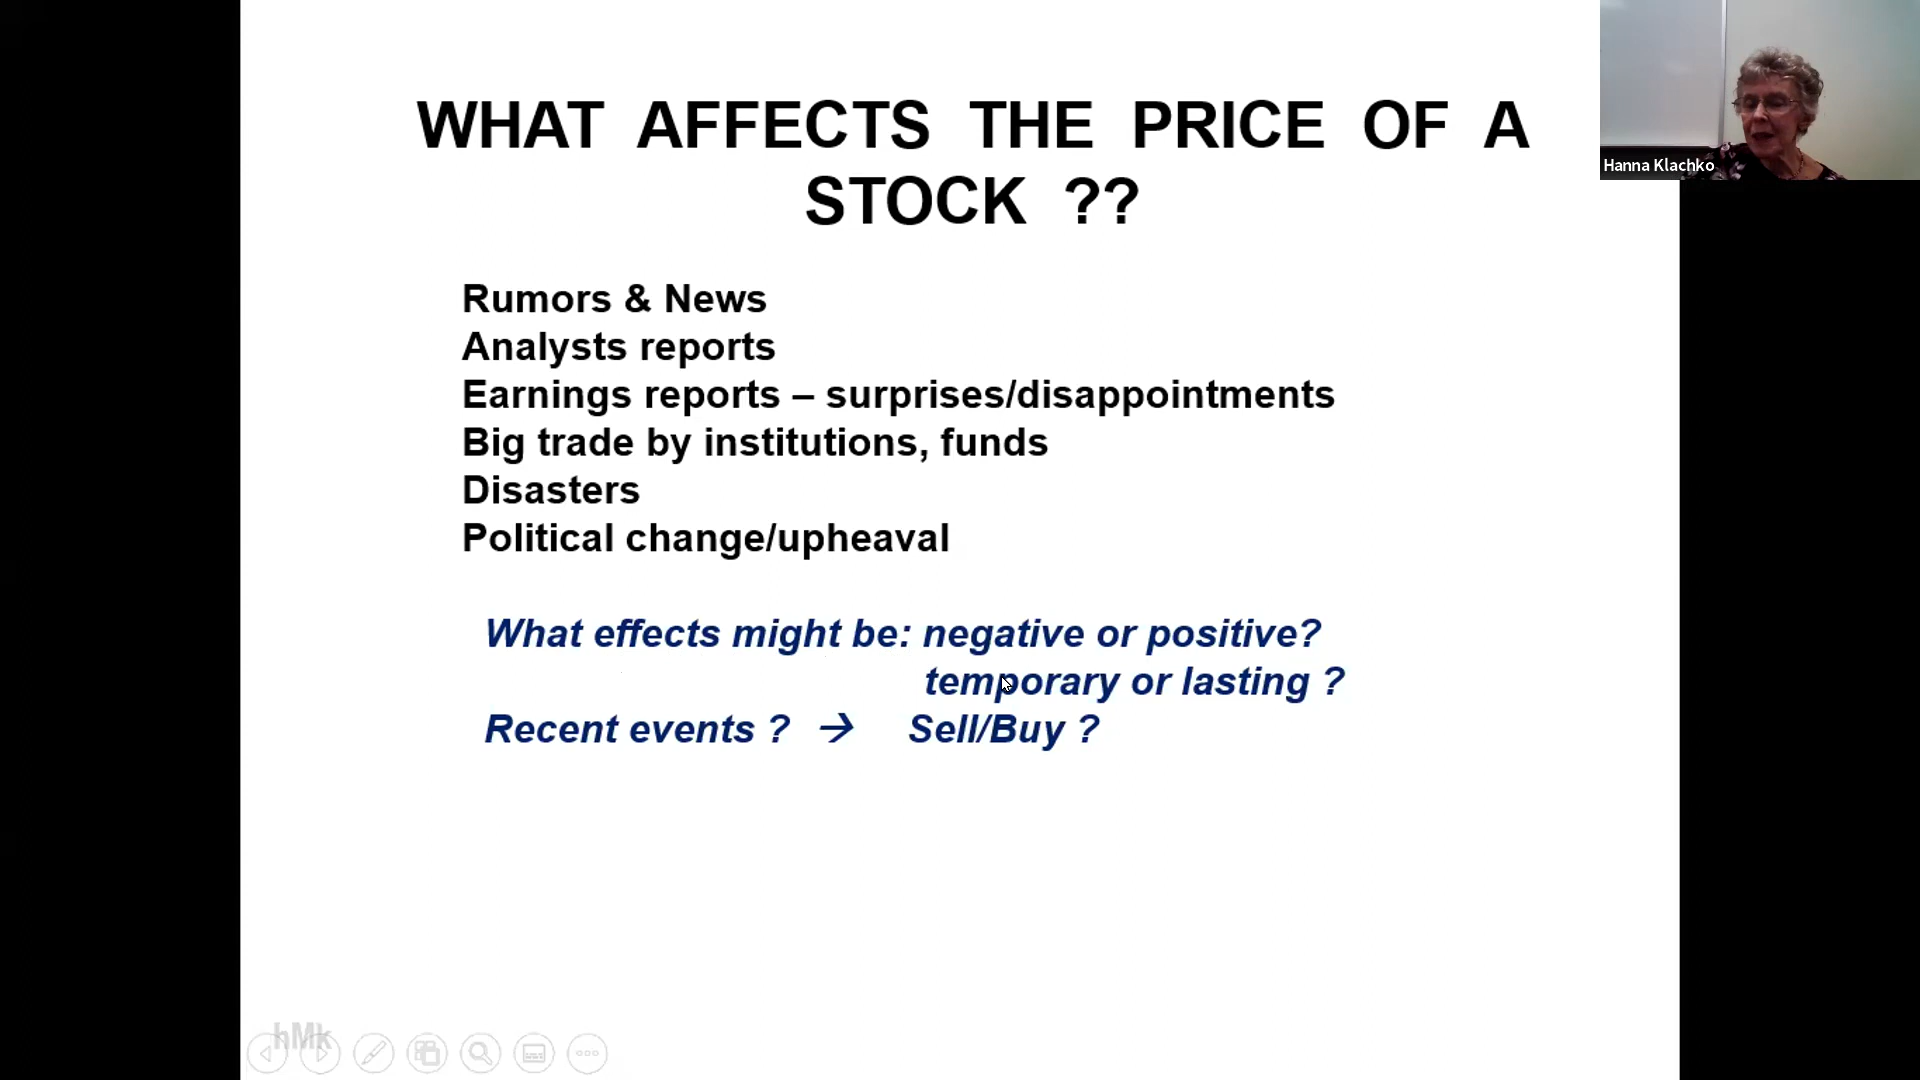 WHAT AFFECTS THE PRICE OF A
STOCK ??
Hanna Klachko
Rumors & News
Analysts reports
Earnings reports – surprises/disappointments
Big trade by institutions, funds
Disasters
Political change/upheaval
What effects might be: negative or positive?
temporary or lasting ?
Recent events ? → Sell/Buy ?
hMk